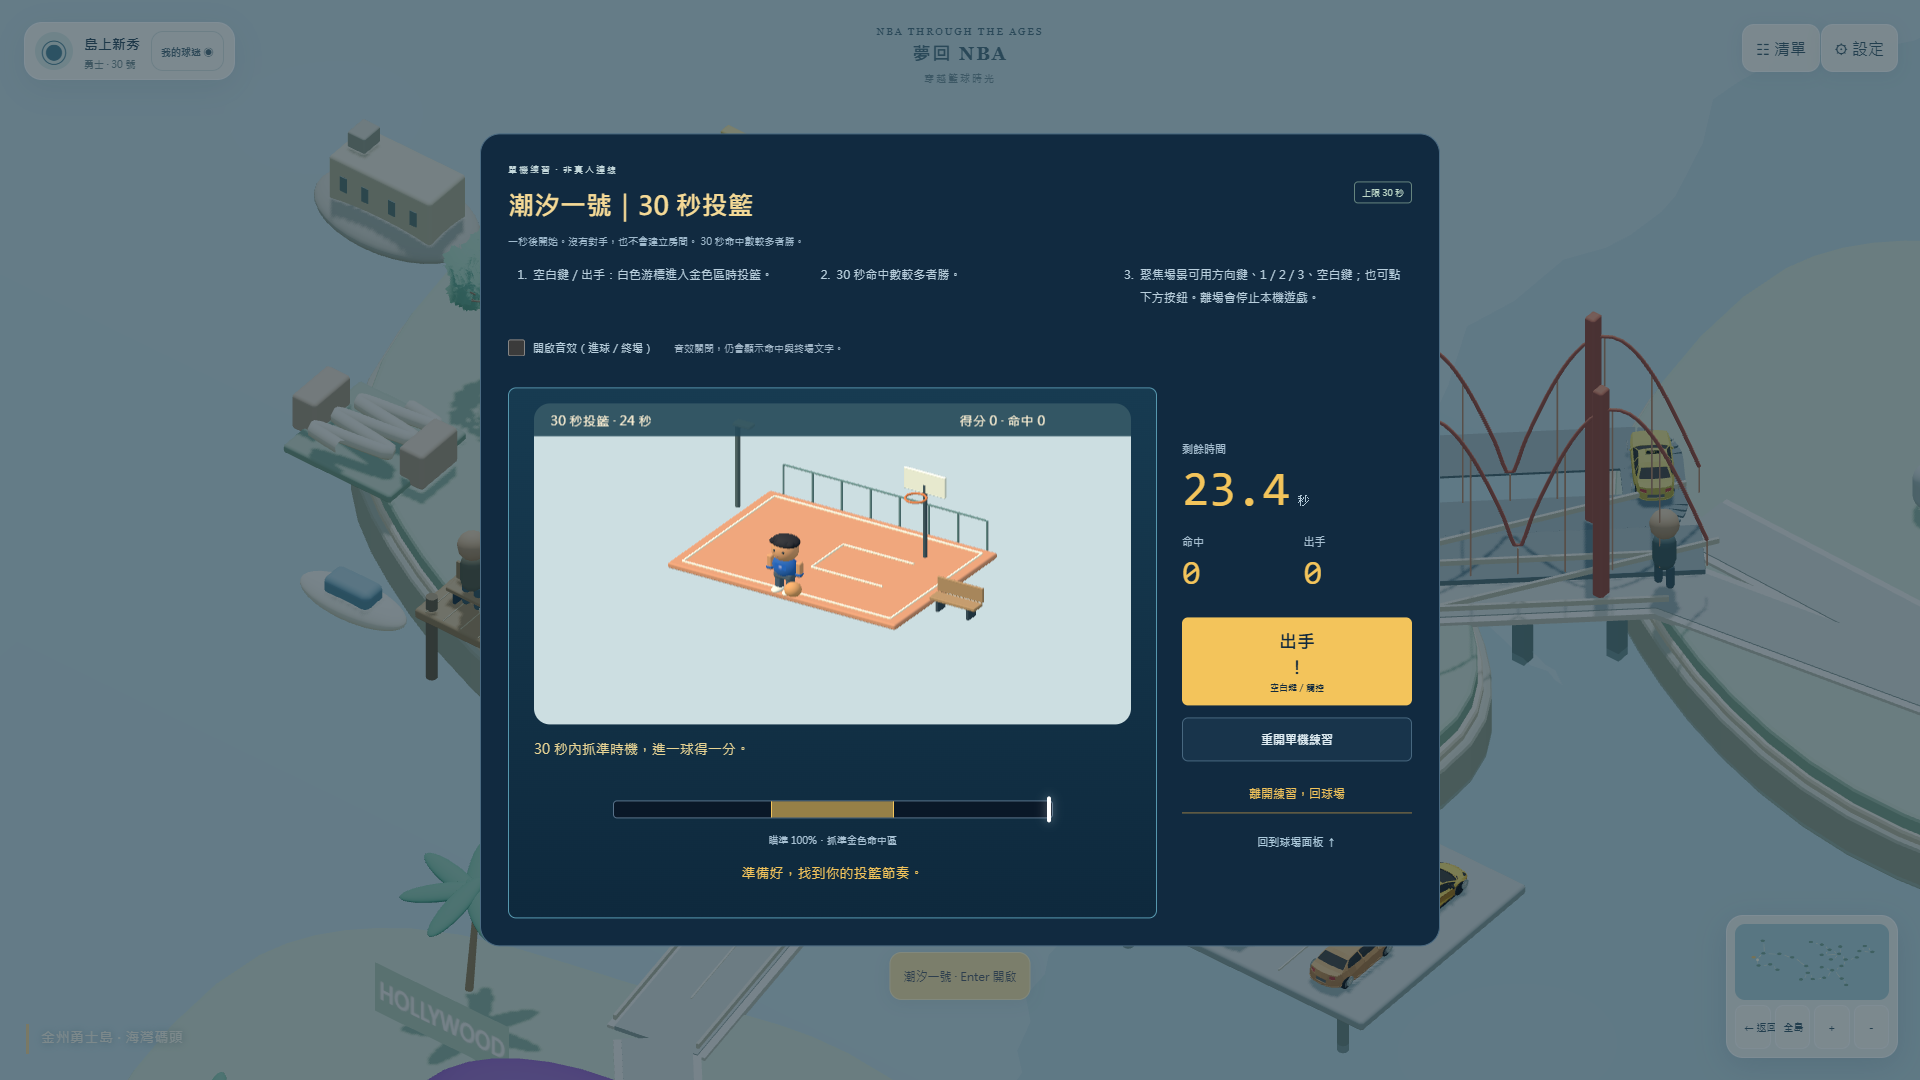 島上新秀
勇士 · 30 號
我的球迷 ◉
NBA THROUGH THE AGES
夢回 NBA
穿越籃球時光
☷ 清單
⚙ 設定
單機練習 · 非真人連線
潮汐一號｜30 秒投籃
上限 30 秒
一秒後開始。沒有對手，也不會建立房間。 30 秒命中數較多者勝。
1. 空白鍵 / 出手：白色游標進入金色區時投籃。
2. 30 秒命中數較多者勝。
3. 聚焦場景可用方向鍵、1 / 2 / 3、空白鍵；也可點
下方按鈕。離場會停止本機遊戲。
開啟音效 ( 進球 / 終場 )
音效關閉，仍會顯示命中與終場文字。
30 秒投籃 · 24 秒
得分 0 · 命中 0
剩餘時間
23.4 秒
命中
出手
0
0
出手
！
空白鍵 / 觸控
重開單機練習
離開練習，回球場
回到球場面板 ↑
30 秒內抓準時機，進一球得一分。
瞄準 100% · 抓準金色命中區
準備好，找到你的投籃節奏。
潮汐一號 · Enter 開啟
HOLLYWOOD
金州勇士島 · 海灣碼頭
← 返回
全島
+
-